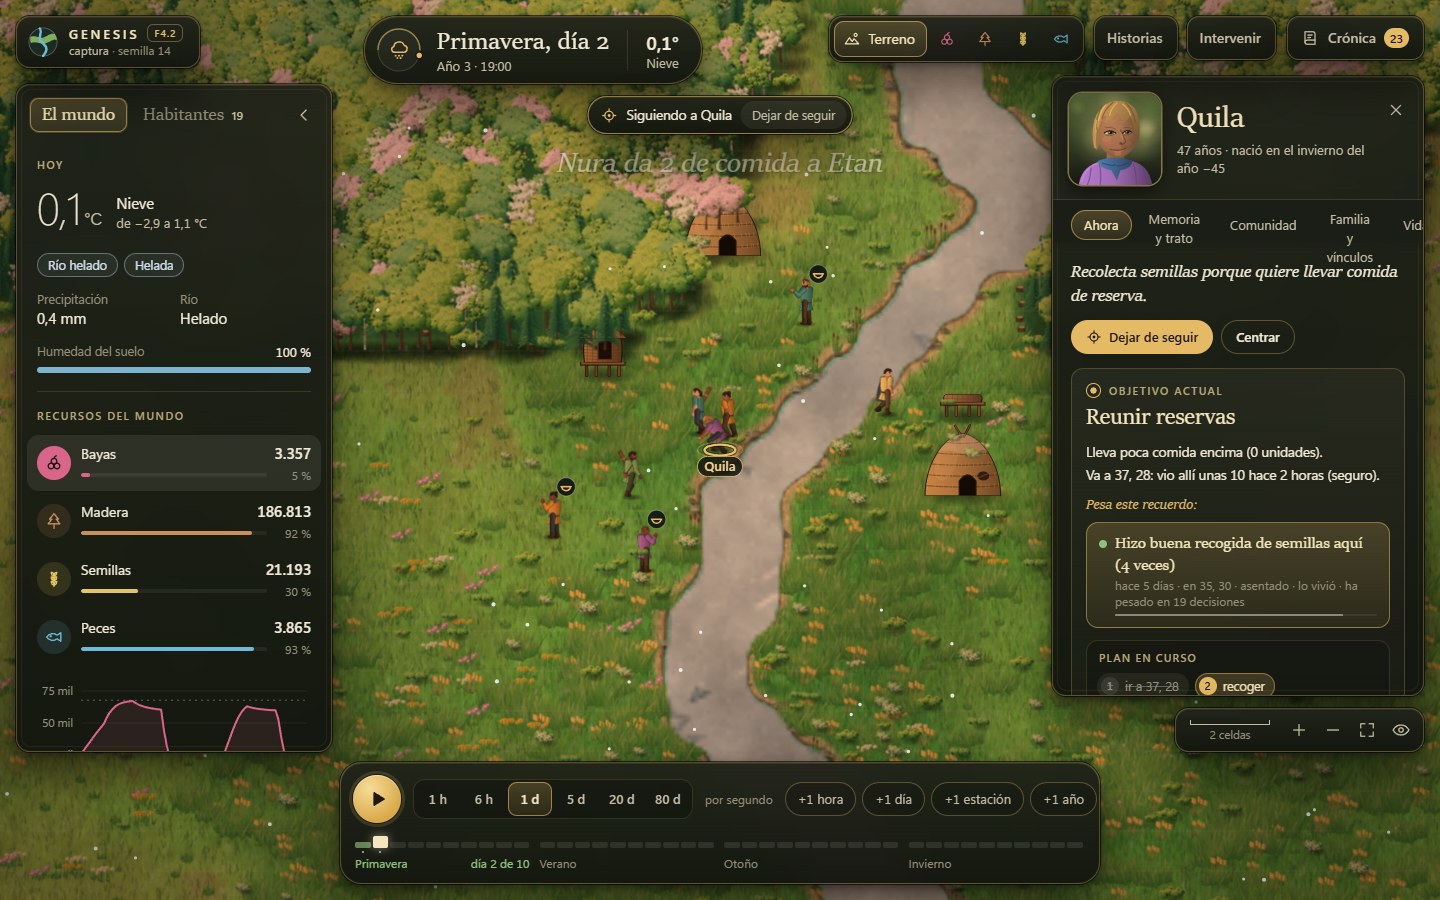 GENESIS F4.2
captura · semilla 14
Primavera, día 2
Año 3 · 19:00
0,1°
Nieve
Terreno
Historias
Intervenir
Crónica 23
El mundo
Habitantes 19
HOY
0,1 °C
Nieve
de −2,9 a 1,1 °C
Río helado
Helada
Precipitación
0,4 mm
Río
Helado
Humedad del suelo 100 %
RECURSOS DEL MUNDO
Bayas 3.357
5 %
Madera 186.813
92 %
Semillas 21.193
30 %
Peces 3.865
93 %
75 mil
50 mil
Siguiendo a Quila Dejar de seguir
Nura da 2 de comida a Etan
Quila
Quila
47 años · nació en el invierno del
año −45
Ahora
Memoria
y trato
Comunidad
Familia
y
vínculos
Recolecta semillas porque quiere llevar comida
de reserva.
Dejar de seguir
Centrar
OBJETIVO ACTUAL
Reunir reservas
Lleva poca comida encima (0 unidades).
Va a 37, 28: vio allí unas 10 hace 2 horas (seguro).
Pesa este recuerdo:
Hizo buena recogida de semillas aquí
(4 veces)
hace 5 días · en 35, 30 · asentado · lo vivió · ha
pesado en 19 decisiones
PLAN EN CURSO
1 ir a 37, 28
2 recoger
2 celdas
1 h 6 h 1 d 5 d 20 d 80 d por segundo +1 hora +1 día +1 estación +1 año
Primavera día 2 de 10 Verano Otoño Invierno